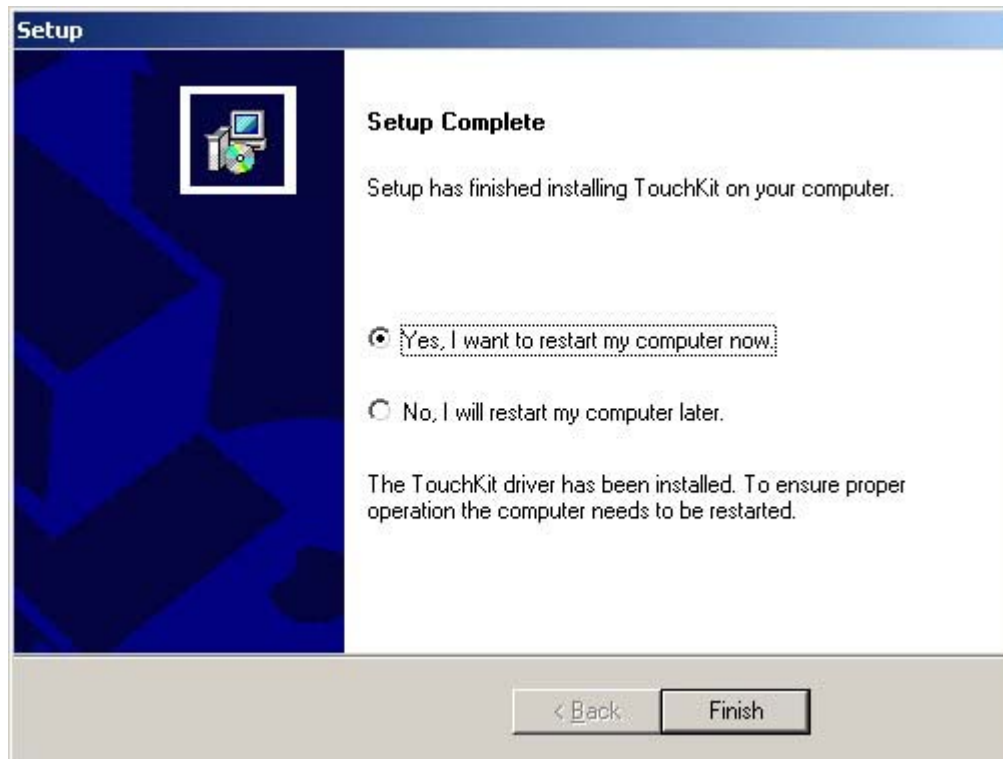 Setup
Setup Complete
Setup has finished installing TouchKit on your computer.
Yes, I want to restart my computer now.
No, I will restart my computer later.
The TouchKit driver has been installed. To ensure proper
operation the computer needs to be restarted.
< Back
Finish